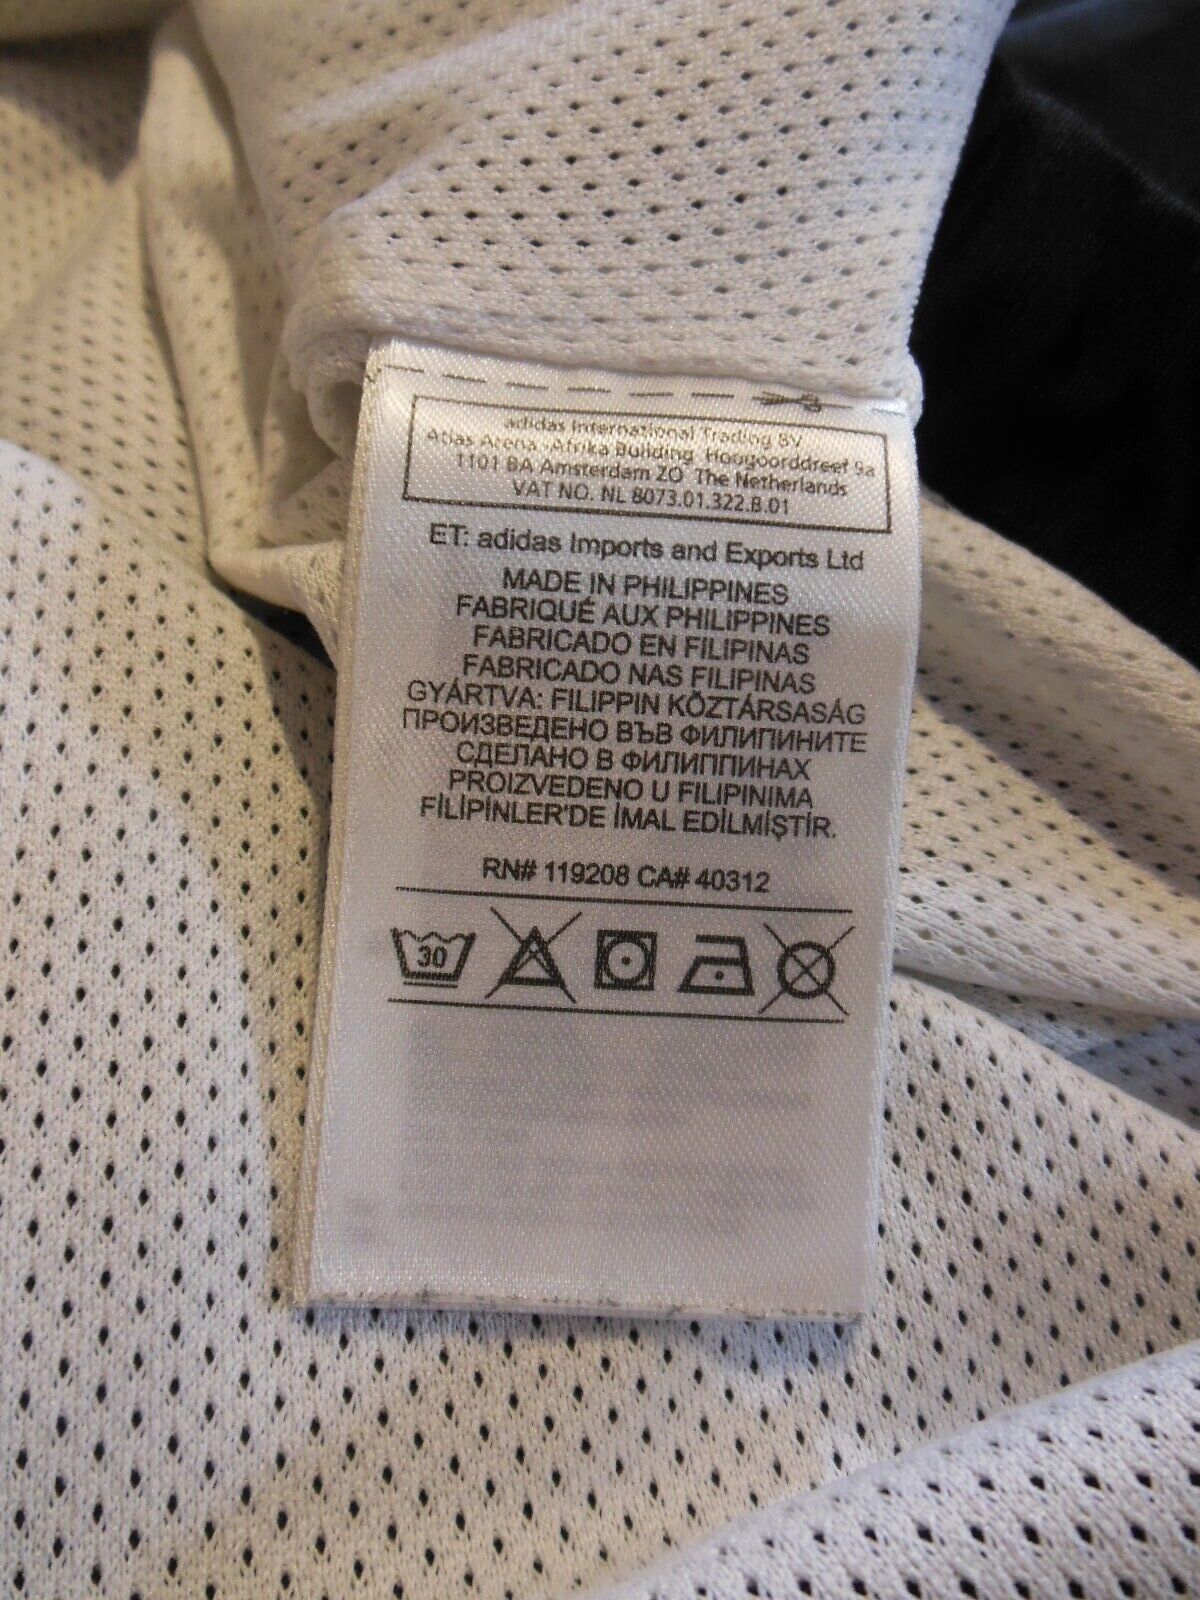 adidas International Trading BV
Atlas Arena - Afrika Building Hoogoorddreef 9a
1101 BA Amsterdam ZO The Netherlands
VAT NO. NL 8073.01.322.B.01
ET: adidas Imports and Exports Ltd
MADE IN PHILIPPINES
FABRIQUÉ AUX PHILIPPINES
FABRICADO EN FILIPINAS
FABRICADO NAS FILIPINAS
GYÁRTVA: FILIPPIN KÖZTÁRSASÁG
ПРОИЗВЕДЕНО ВЪВ ФИЛИПИНИТЕ
СДЕЛАНО В ФИЛИППИНАХ
PROIZVEDENO U FILIPINIMA
FİLİPİNLER'DE İMAL EDİLMİŞTİR.
RN# 119208 CA# 40312
30